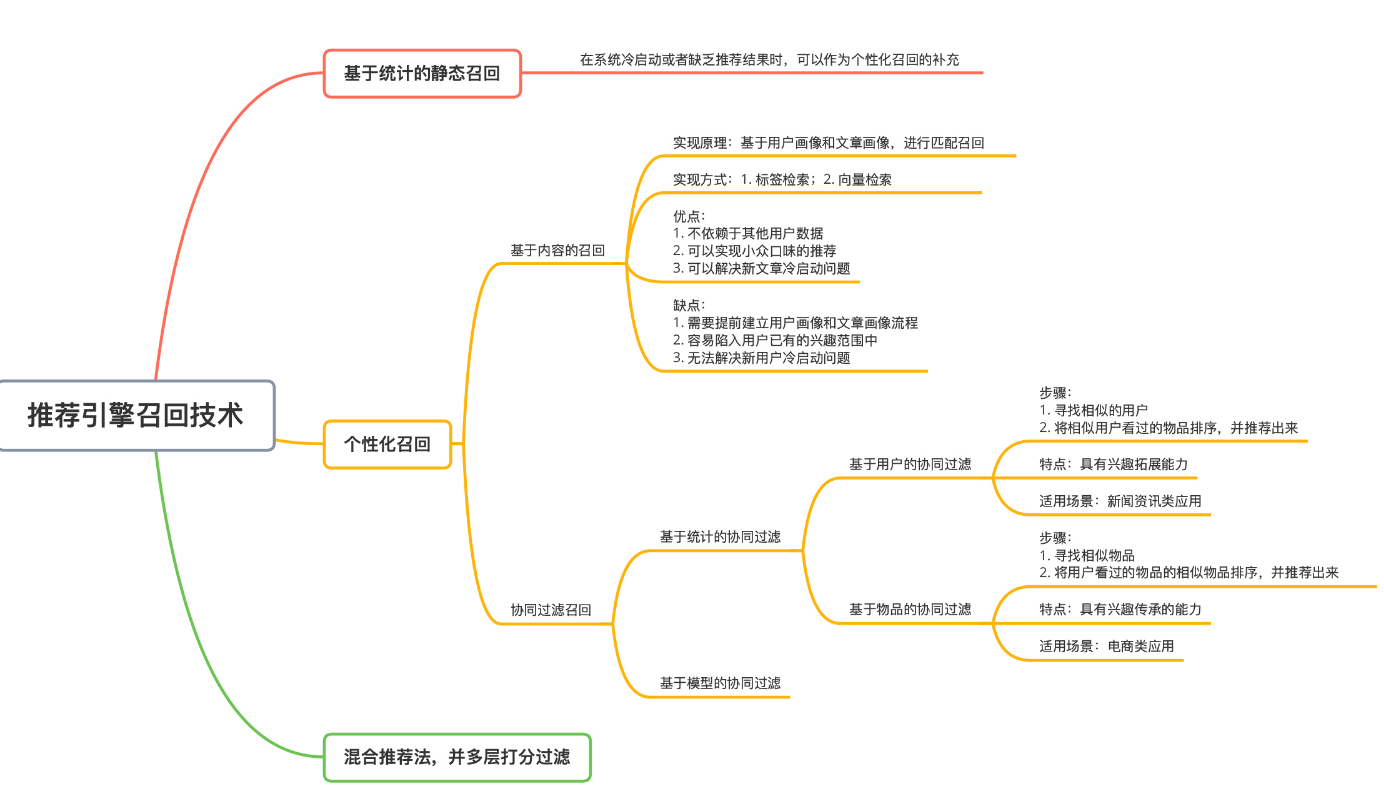 推荐引擎召回技术
基于统计的静态召回
在系统冷启动或者缺乏推荐结果时，可以作为个性化召回的补充
个性化召回
基于内容的召回
实现原理：基于用户画像和文章画像，进行匹配召回
实现方式：1. 标签检索；2. 向量检索
优点：
1. 不依赖于其他用户数据
2. 可以实现小众口味的推荐
3. 可以解决新文章冷启动问题
缺点：
1. 需要提前建立用户画像和文章画像流程
2. 容易陷入用户已有的兴趣范围中
3. 无法解决新用户冷启动问题
协同过滤召回
基于统计的协同过滤
基于用户的协同过滤
步骤：
1. 寻找相似的用户
2. 将相似用户看过的物品排序，并推荐出来
特点：具有兴趣拓展能力
适用场景：新闻资讯类应用
基于物品的协同过滤
步骤：
1. 寻找相似物品
2. 将用户看过的物品的相似物品排序，并推荐出来
特点：具有兴趣传承的能力
适用场景：电商类应用
基于模型的协同过滤
混合推荐法，并多层打分过滤